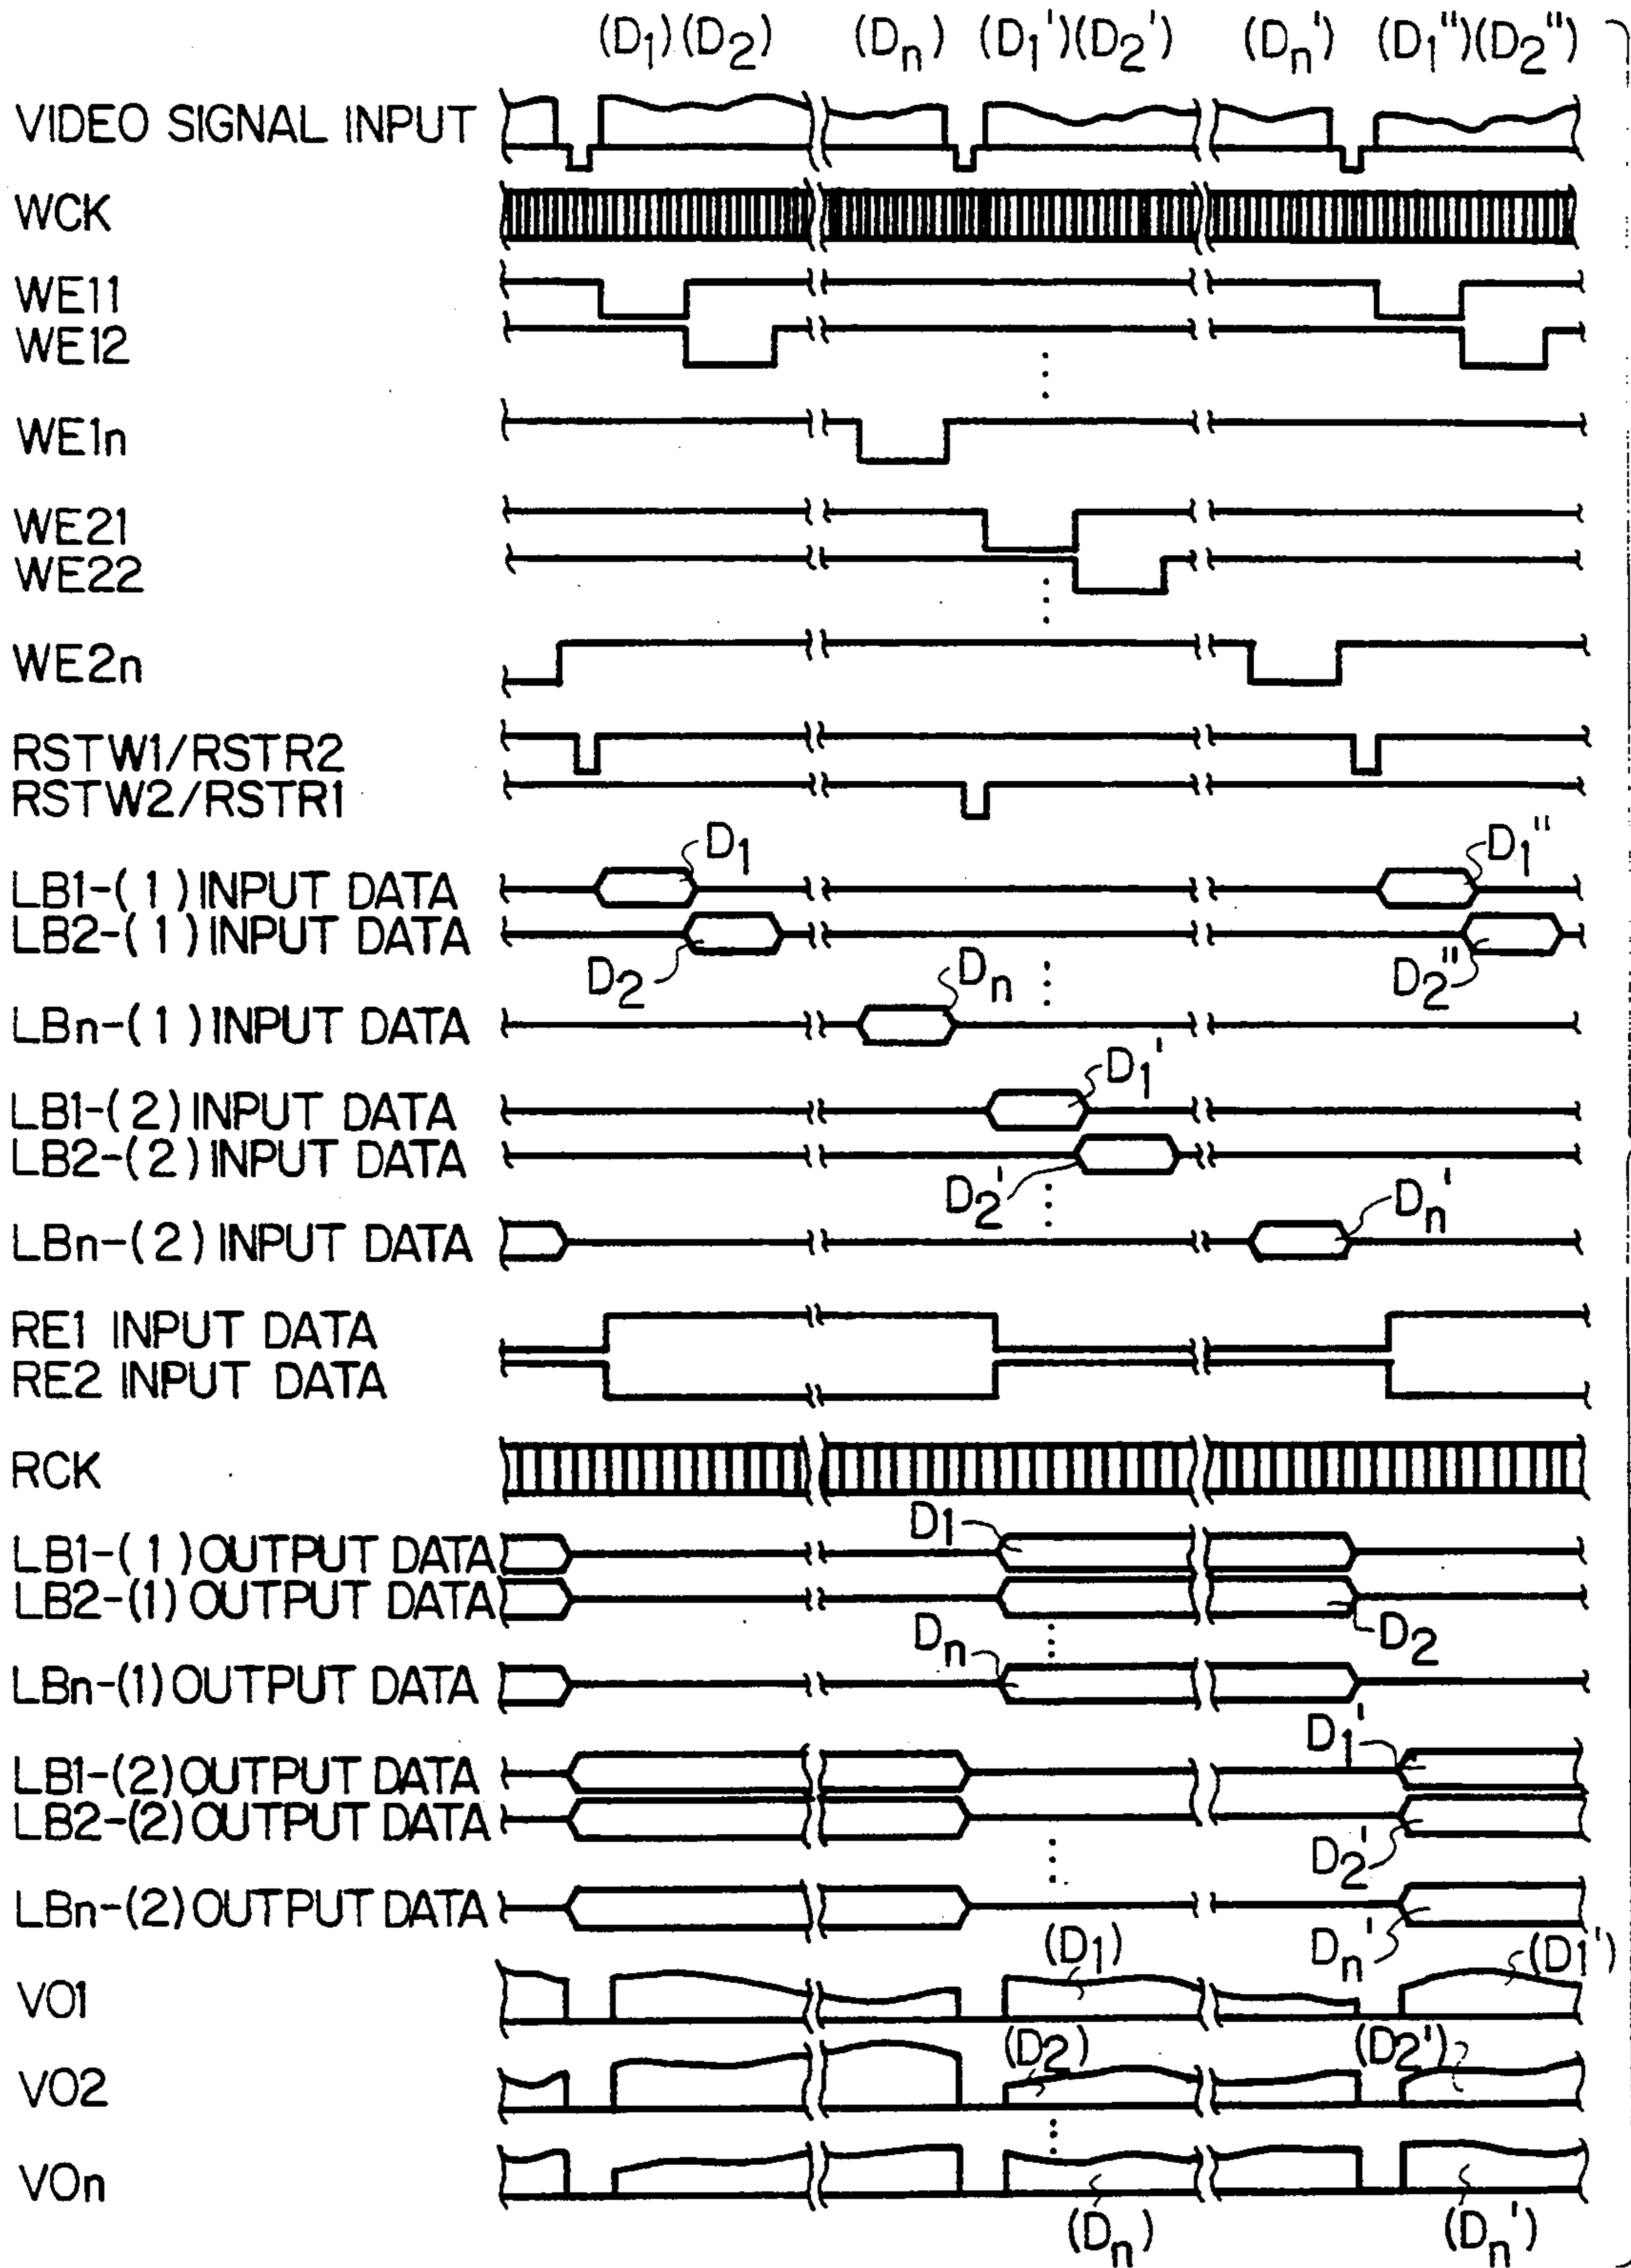 (D1)(D2) (Dn) (D1')(D2') (Dn') (D1'')(D2'')
VIDEO SIGNAL INPUT
WCK
WE11
WE12
WE1n
WE21
WE22
WE2n
RSTW1/RSTR2
RSTW2/RSTR1
D1 D1''
LB1-(1) INPUT DATA
LB2-(1) INPUT DATA
D2 Dn D2''
LBn-(1) INPUT DATA
D1'
LB1-(2) INPUT DATA
LB2-(2) INPUT DATA
D2' Dn'
LBn-(2) INPUT DATA
RE1 INPUT DATA
RE2 INPUT DATA
RCK
D1
LB1-(1) OUTPUT DATA
LB2-(1) OUTPUT DATA
Dn D2
LBn-(1) OUTPUT DATA
D1'
LB1-(2) OUTPUT DATA
LB2-(2) OUTPUT DATA
D2'
LBn-(2) OUTPUT DATA
(D1) Dn' (D1')
VO1
(D2) (D2')
VO2
VOn
(Dn) (Dn')